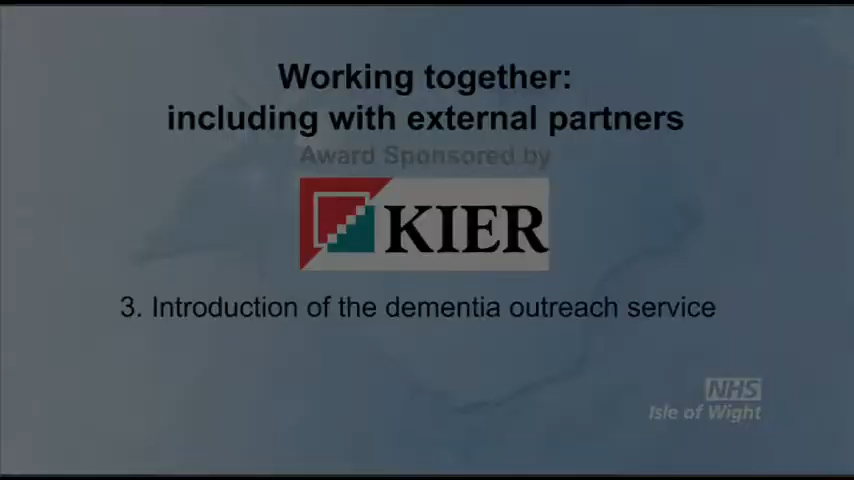 Working together:
including with external partners
Award Sponsored by
KIER
3. Introduction of the dementia outreach service
NHS
Isle of Wight